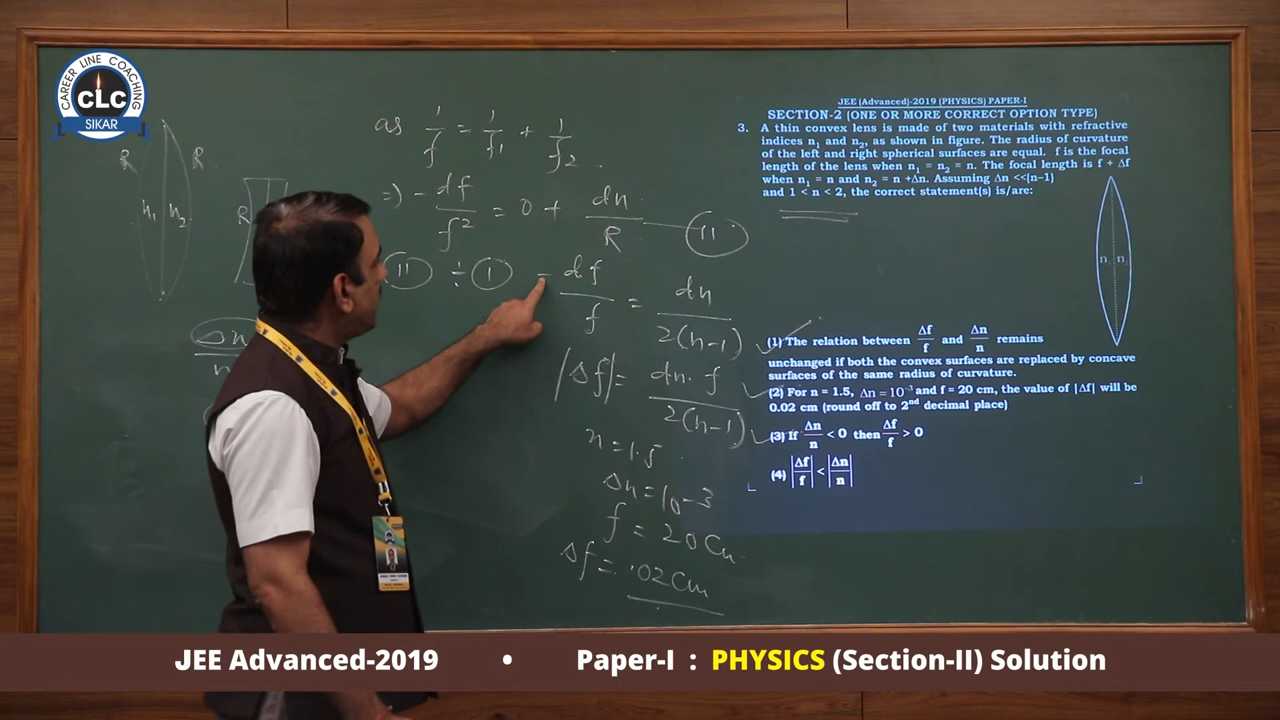 CAREER LINE COACHING
CLC
SIKAR
as 1/f = 1/f₁ + 1/f₂ .
=) - df/f² = 0 + dn/R — (II)
(II) ÷ (I) - df/f = dn/2(n-1)
|Δf| = dn. f/2(n-1)
n = 1.5
Δn = 10-3
f = 20 Cm
Δf = .02 Cm
R R
n₁ n₂
R
Δn
JEE (Advanced)-2019 (PHYSICS) PAPER-I
SECTION-2 (ONE OR MORE CORRECT OPTION TYPE)
3. A thin convex lens is made of two materials with refractive
indices n₁ and n₂, as shown in figure. The radius of curvature
of the left and right spherical surfaces are equal. f is the focal
length of the lens when n₁ = n₂ = n. The focal length is f + Δf
when n₁ = n and n₂ = n +Δn. Assuming Δn <<(n–1)
and 1 < n < 2, the correct statement(s) is/are:
n₁ n₂
(1) The relation between Δf/f and Δn/n remains
unchanged if both the convex surfaces are replaced by concave
surfaces of the same radius of curvature.
(2) For n = 1.5, Δn = 10⁻³ and f = 20 cm, the value of |Δf| will be
0.02 cm (round off to 2nd decimal place)
(3) If Δn/n < 0 then Δf/f > 0
(4) |Δf/f| < |Δn/n|
JEE Advanced-2019 • Paper-I : PHYSICS (Section-II) Solution